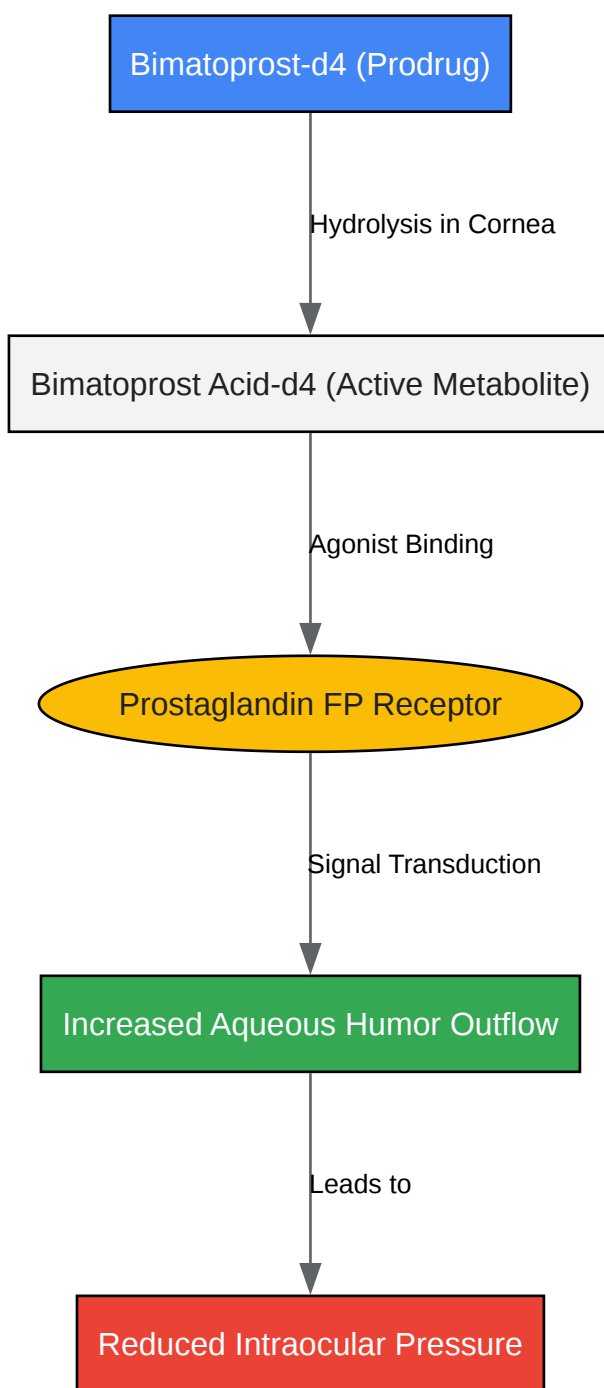 Bimatoprost-d4 (Prodrug)
Hydrolysis in Cornea
Bimatoprost Acid-d4 (Active Metabolite)
Agonist Binding
Prostaglandin FP Receptor
Signal Transduction
Increased Aqueous Humor Outflow
Leads to
Reduced Intraocular Pressure